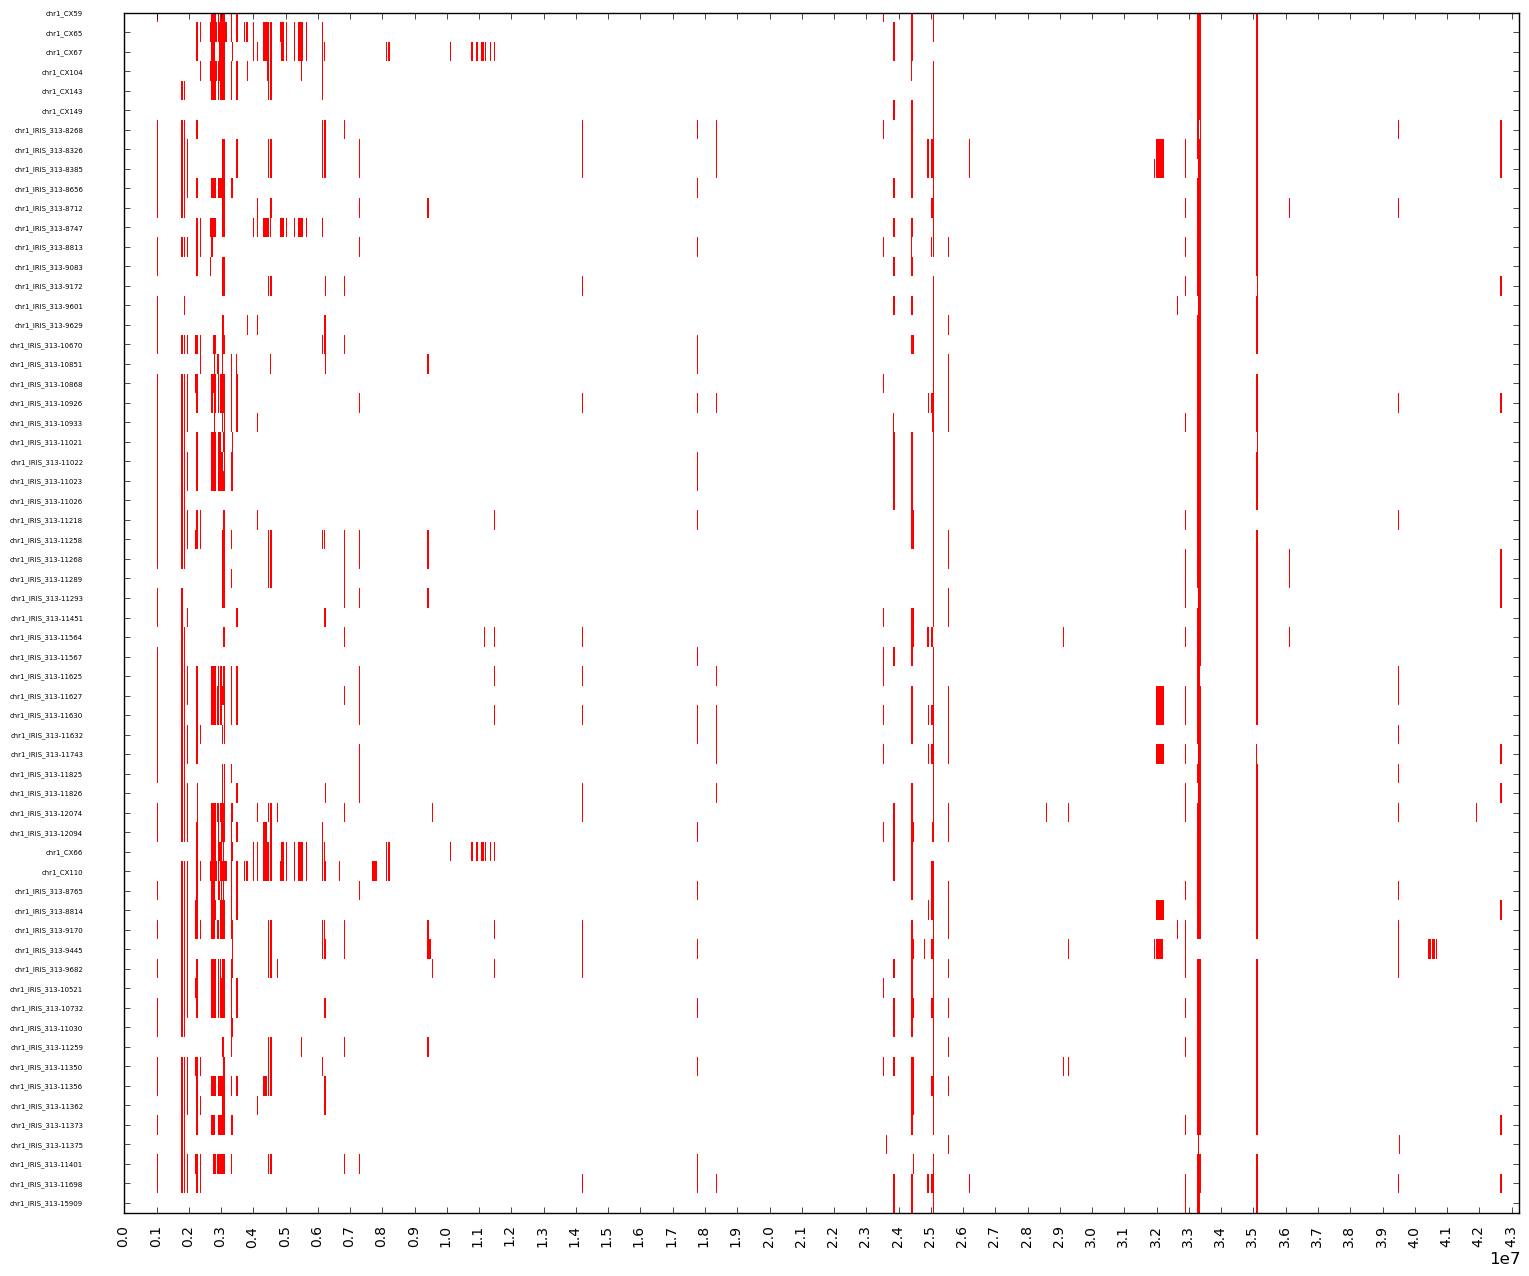 chr1_CX59
chr1_CX65
chr1_CX67
chr1_CX104
chr1_CX143
chr1_CX149
chr1_IRIS_313-8268
chr1_IRIS_313-8326
chr1_IRIS_313-8385
chr1_IRIS_313-8656
chr1_IRIS_313-8712
chr1_IRIS_313-8747
chr1_IRIS_313-8813
chr1_IRIS_313-9083
chr1_IRIS_313-9172
chr1_IRIS_313-9601
chr1_IRIS_313-9629
chr1_IRIS_313-10670
chr1_IRIS_313-10851
chr1_IRIS_313-10868
chr1_IRIS_313-10926
chr1_IRIS_313-10933
chr1_IRIS_313-11021
chr1_IRIS_313-11022
chr1_IRIS_313-11023
chr1_IRIS_313-11026
chr1_IRIS_313-11218
chr1_IRIS_313-11258
chr1_IRIS_313-11268
chr1_IRIS_313-11289
chr1_IRIS_313-11293
chr1_IRIS_313-11451
chr1_IRIS_313-11564
chr1_IRIS_313-11567
chr1_IRIS_313-11625
chr1_IRIS_313-11627
chr1_IRIS_313-11630
chr1_IRIS_313-11632
chr1_IRIS_313-11743
chr1_IRIS_313-11825
chr1_IRIS_313-11826
chr1_IRIS_313-12074
chr1_IRIS_313-12094
chr1_CX66
chr1_CX110
chr1_IRIS_313-8765
chr1_IRIS_313-8814
chr1_IRIS_313-9170
chr1_IRIS_313-9445
chr1_IRIS_313-9682
chr1_IRIS_313-10521
chr1_IRIS_313-10732
chr1_IRIS_313-11030
chr1_IRIS_313-11259
chr1_IRIS_313-11350
chr1_IRIS_313-11356
chr1_IRIS_313-11362
chr1_IRIS_313-11373
chr1_IRIS_313-11375
chr1_IRIS_313-11401
chr1_IRIS_313-11698
chr1_IRIS_313-15909
0.0 0.1 0.2 0.3 0.4 0.5 0.6 0.7 0.8 0.9 1.0 1.1 1.2 1.3 1.4 1.5 1.6 1.7 1.8 1.9 2.0 2.1 2.2 2.3 2.4 2.5 2.6 2.7 2.8 2.9 3.0 3.1 3.2 3.3 3.4 3.5 3.6 3.7 3.8 3.9 4.0 4.1 4.2 4.3
1e7